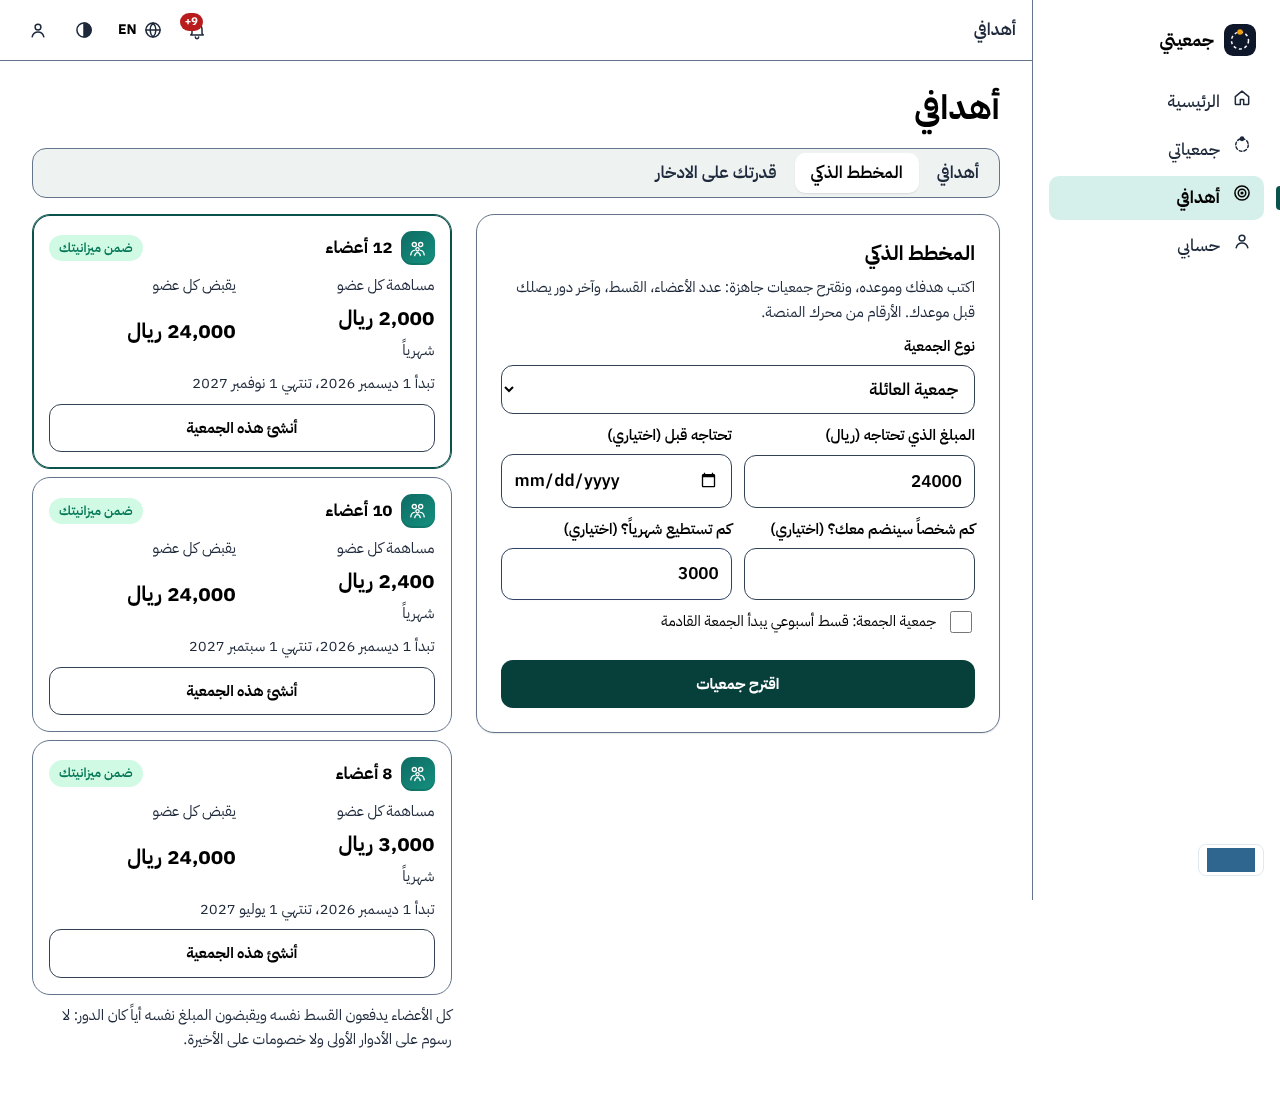 جمعيتي
الرئيسية
جمعياتي
أهدافي
حسابي
أهدافي
+9
EN
أهدافي
أهدافي
المخطط الذكي
قدرتك على الادخار
المخطط الذكي
اكتب هدفك وموعده، ونقترح جمعيات جاهزة: عدد الأعضاء، القسط، وآخر دور يصلك
قبل موعدك. الأرقام من محرك المنصة.
نوع الجمعية
جمعية العائلة
المبلغ الذي تحتاجه (ريال)
تحتاجه قبل (اختياري)
24000
mm/dd/yyyy
كم شخصاً سينضم معك؟ (اختياري)
كم تستطيع شهرياً؟ (اختياري)
3000
جمعية الجمعة: قسط أسبوعي يبدأ الجمعة القادمة
اقترح جمعيات
12 أعضاء
ضمن ميزانيتك
مساهمة كل عضو
يقبض كل عضو
2,000 ريال
24,000 ريال
شهرياً
تبدأ 1 ديسمبر 2026، تنتهي 1 نوفمبر 2027
أنشئ هذه الجمعية
10 أعضاء
ضمن ميزانيتك
مساهمة كل عضو
يقبض كل عضو
2,400 ريال
24,000 ريال
شهرياً
تبدأ 1 ديسمبر 2026، تنتهي 1 سبتمبر 2027
أنشئ هذه الجمعية
8 أعضاء
ضمن ميزانيتك
مساهمة كل عضو
يقبض كل عضو
3,000 ريال
24,000 ريال
شهرياً
تبدأ 1 ديسمبر 2026، تنتهي 1 يوليو 2027
أنشئ هذه الجمعية
كل الأعضاء يدفعون القسط نفسه ويقبضون المبلغ نفسه أياً كان الدور: لا
رسوم على الأدوار الأولى ولا خصومات على الأخيرة.